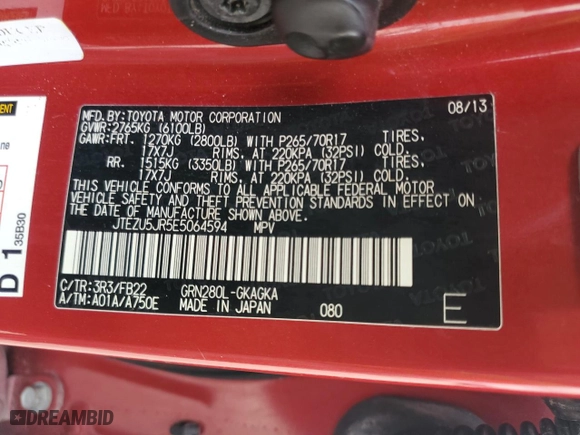 MFD. BY: TOYOTA MOTOR CORPORATION 08/13
GVWR: 2765KG (6100LB)
GAWR: FRT. 1270KG (2800LB) WITH P265/70R17 TIRES.
17X7J RIMS. AT 220KPA (32PSI) COLD.
RR. 1515KG (3350LB) WITH P265/70R17 TIRES.
17X7J RIMS. AT 220KPA (32PSI) COLD.
THIS VEHICLE CONFORMS TO ALL APPLICABLE FEDERAL MOTOR
VEHICLE SAFETY AND THEFT PREVENTION STANDARDS IN EFFECT ON
THE DATE OF MANUFACTURE SHOWN ABOVE.
JTEZU5JR5E5064594 MPV
C/TR: 3R3/FB22 GRN280L-GKAGKA
A/TM: A01A/A750E MADE IN JAPAN 080 E
D 1 35B30
DREAMBID